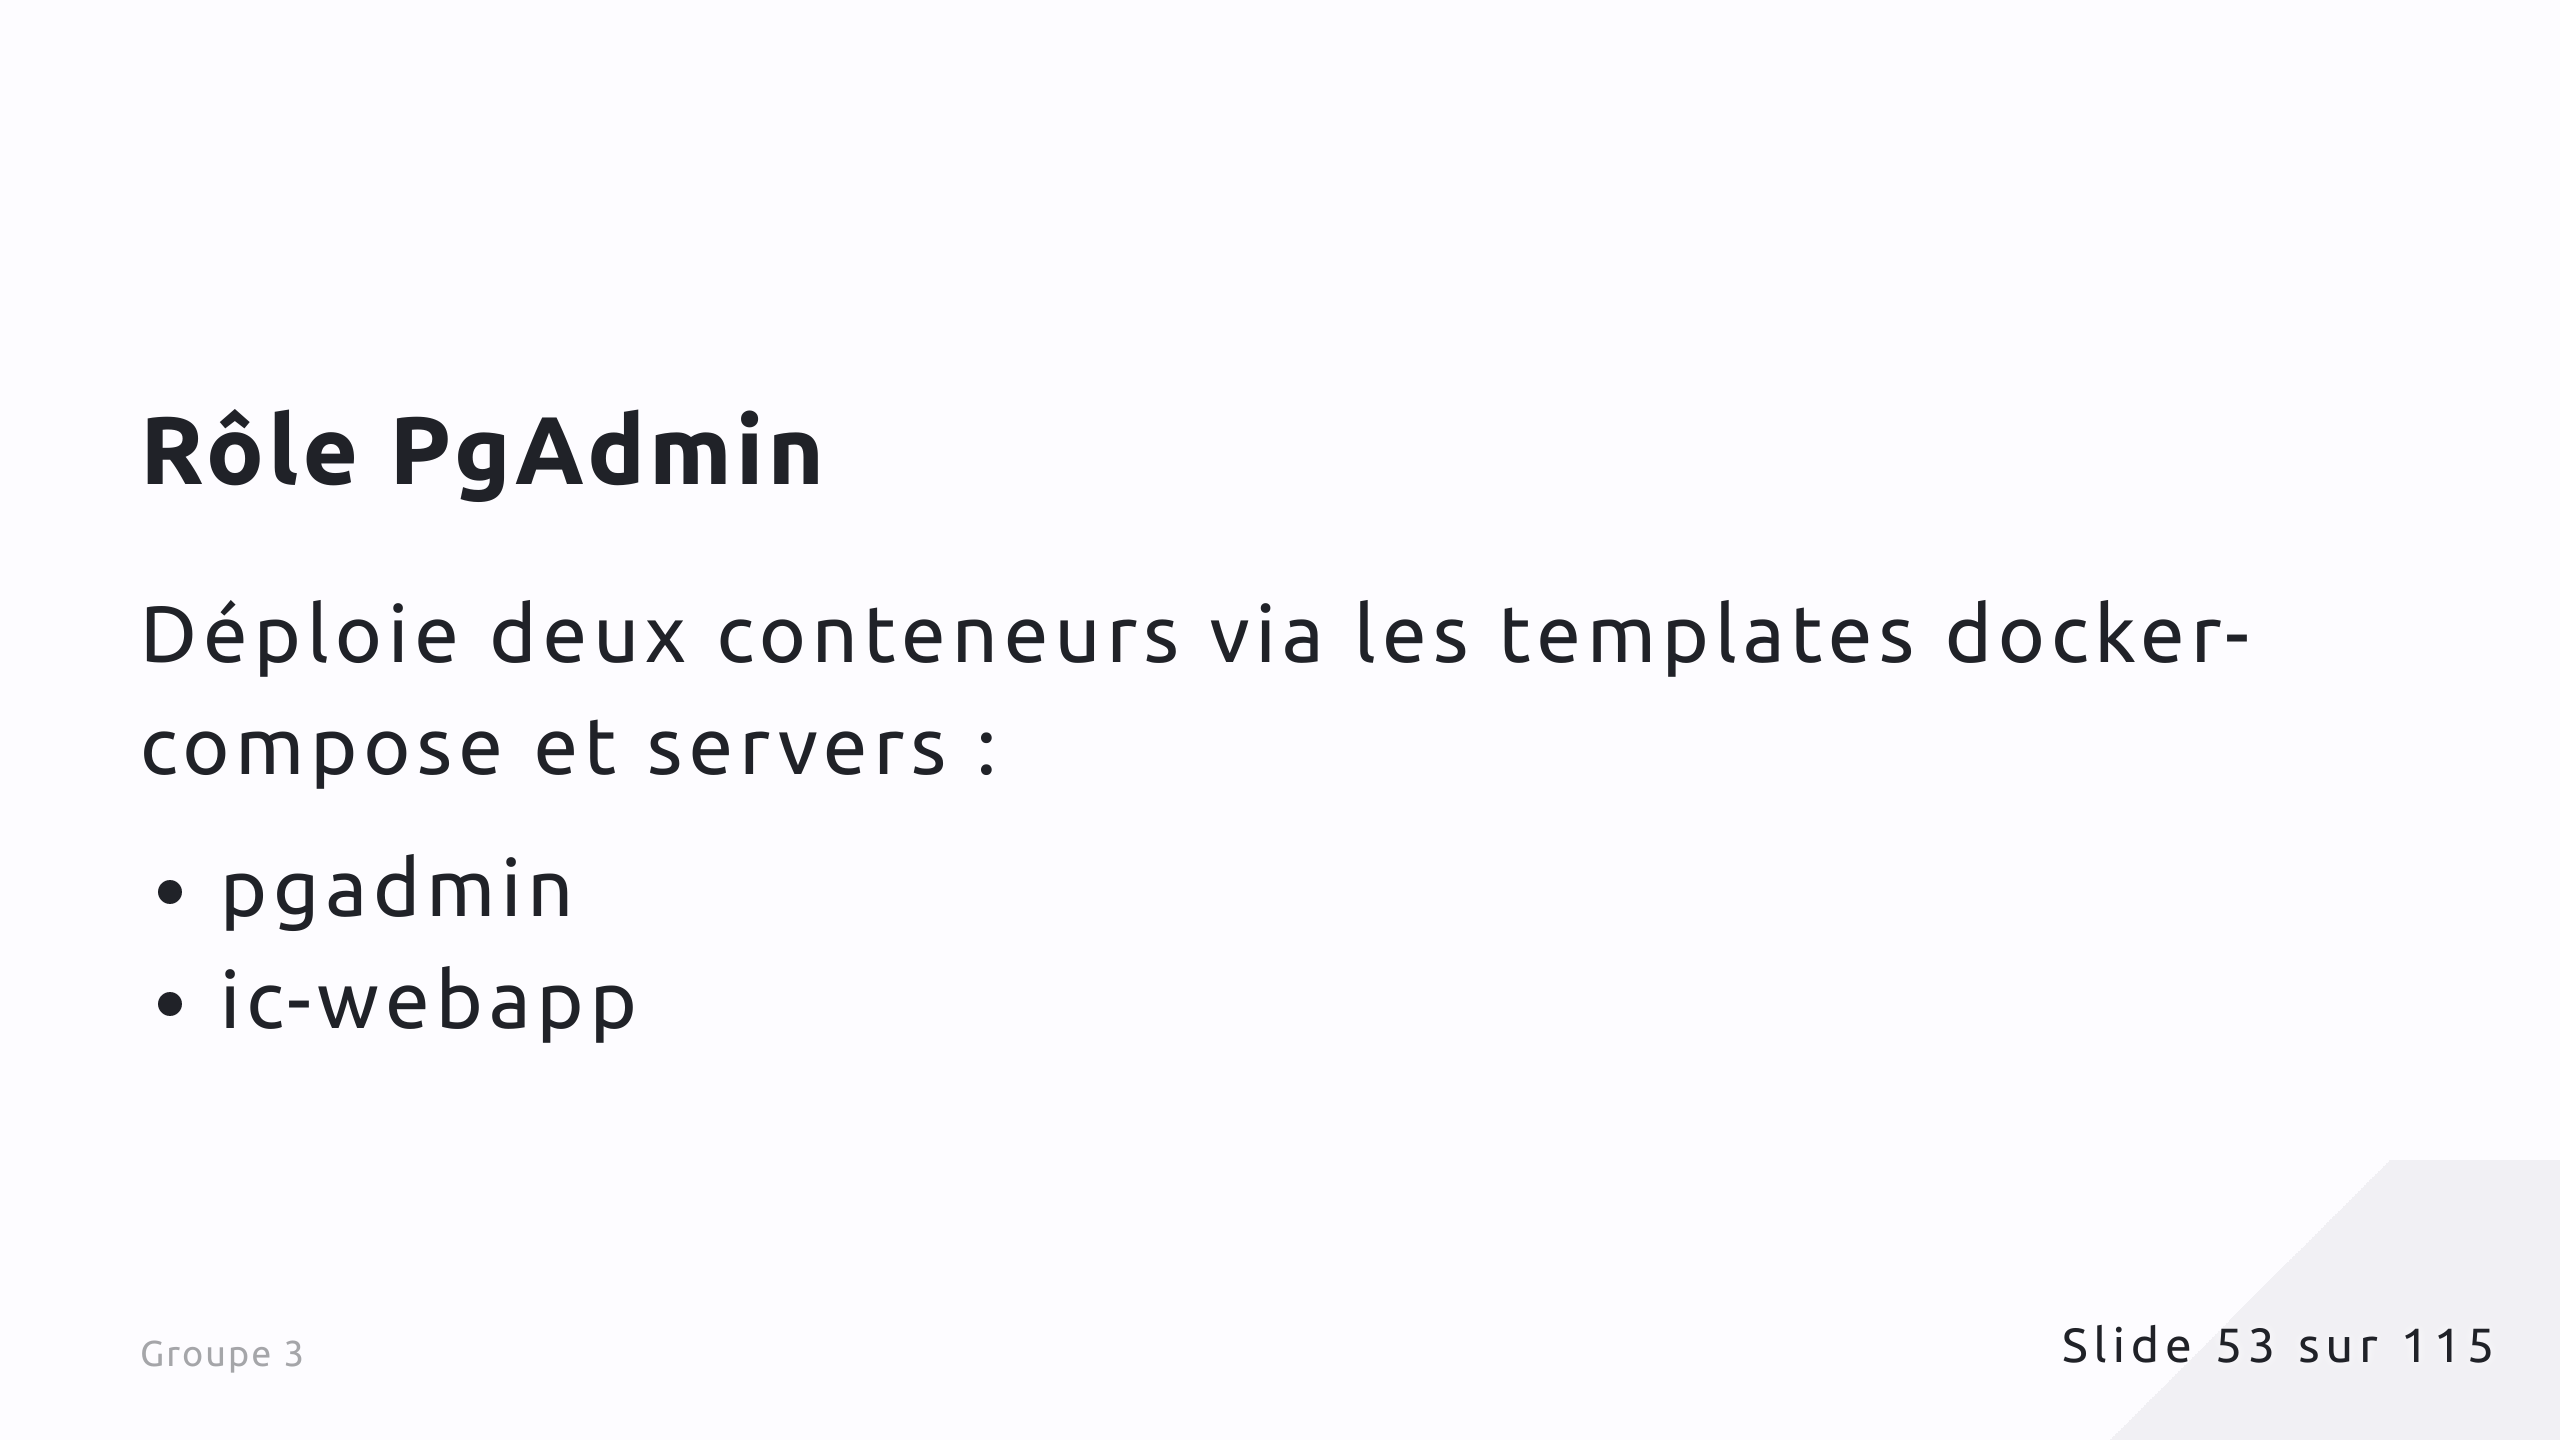 Rôle PgAdmin
Déploie deux conteneurs via les templates docker-
compose et servers :
• pgadmin
• ic-webapp
Groupe 3
Slide 53 sur 115